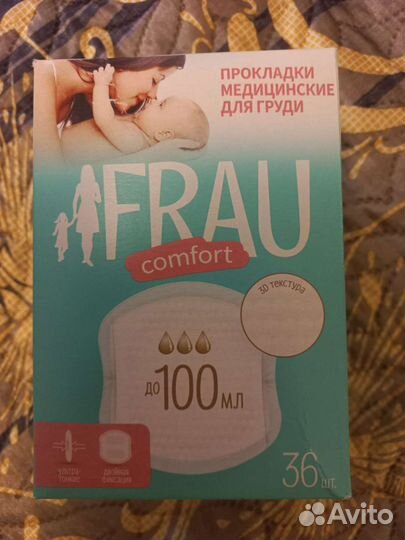 ПРОКЛАДКИ
МЕДИЦИНСКИЕ
ДЛЯ ГРУДИ
FRAU
comfort
3D текстура
до 100 мл
ультра-
тонкие
двойная
фиксация
36 шт.
Avito